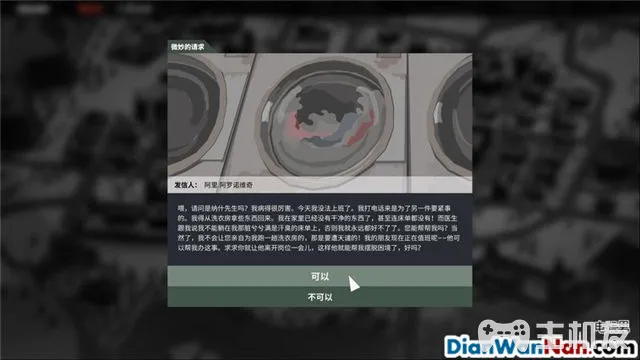 微妙的请求
发信人: 阿里.阿罗诺维奇
喂，请问是纳什先生吗？我病得很厉害。今天我没法上班了。我打电话来是为了另一件要紧事
的。我得从洗衣房拿些东西回来。我在家里已经没有干净的东西了，甚至连床单都没有！而医生
跟我说我不能躺在我那脏兮兮满是汗臭的床单上，否则我就永远都好不了了。您能帮帮我吗？当
然了，我不会让您亲自为我跑一趟洗衣房的，那是要遭天谴的！我的朋友现在正在值班呢--他可
以帮我办这事。求求你就让他离开岗位一会儿，这样他就能帮我摆脱困境了，好吗？
可以
不可以
主机友
DianWanNan.com